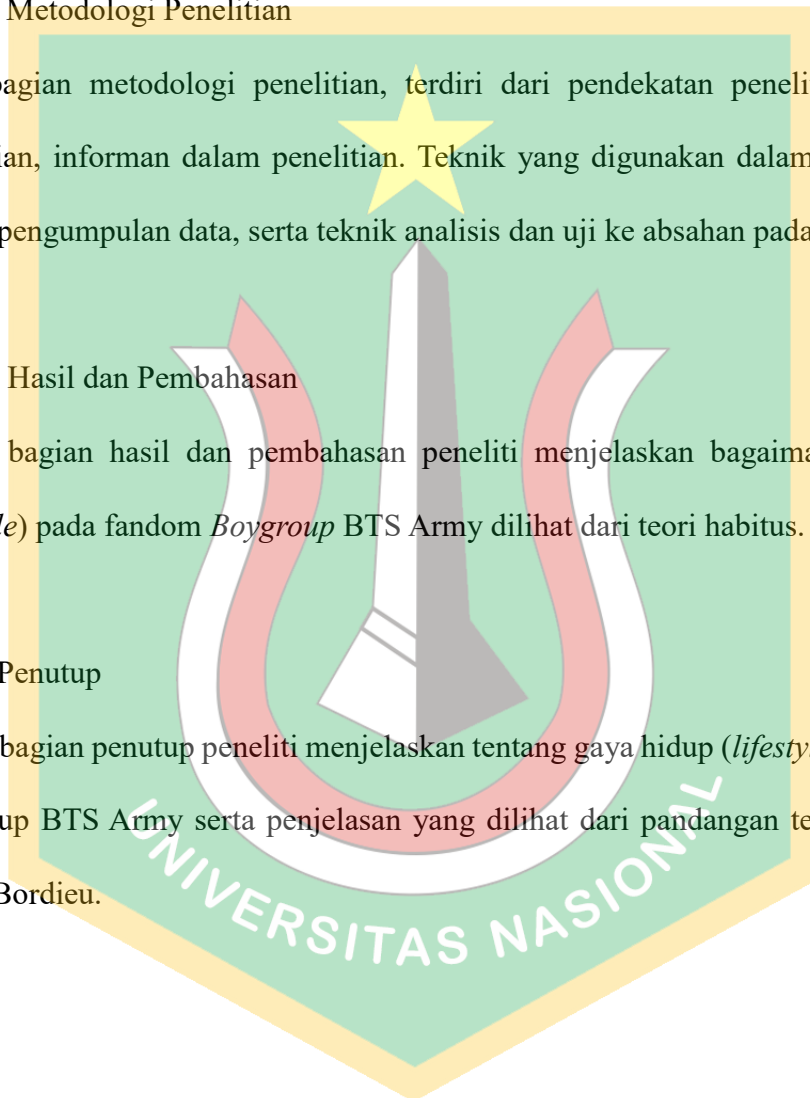 Metodologi Penelitian
bagian metodologi penelitian, terdiri dari pendekatan peneli
ian, informan dalam penelitian. Teknik yang digunakan dalam
pengumpulan data, serta teknik analisis dan uji ke absahan pada
Hasil dan Pembahasan
bagian hasil dan pembahasan peneliti menjelaskan bagaima
le) pada fandom Boygroup BTS Army dilihat dari teori habitus.
Penutup
bagian penutup peneliti menjelaskan tentang gaya hidup (lifesty
up BTS Army serta penjelasan yang dilihat dari pandangan te
Bordieu.
UNIVERSITAS NASIONAL